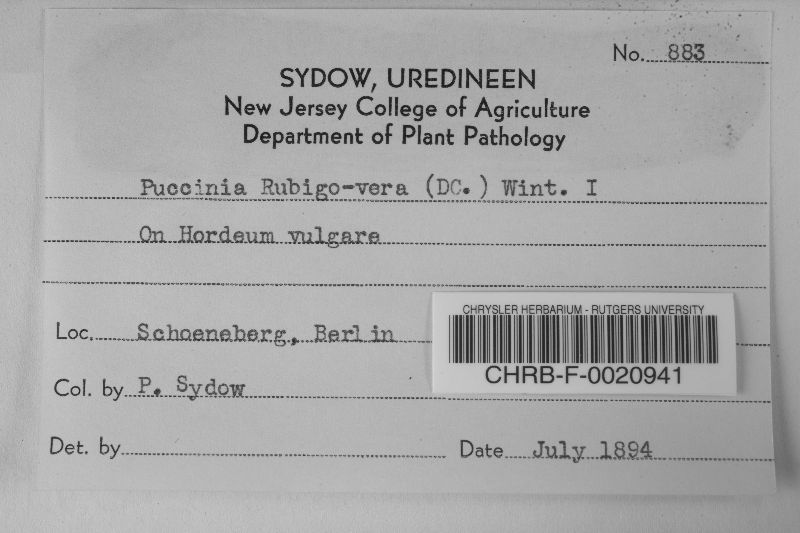 No. 883
SYDOW, UREDINEEN
New Jersey College of Agriculture
Department of Plant Pathology
Puccinia Rubigo-vera (DC.) Wint. I
On Hordeum vulgare
Loc. Schoeneberg, Berlin
CHRYSLER HERBARIUM - RUTGERS UNIVERSITY
CHRB-F-0020941
Col. by P. Sydow
Det. by
Date July 1894